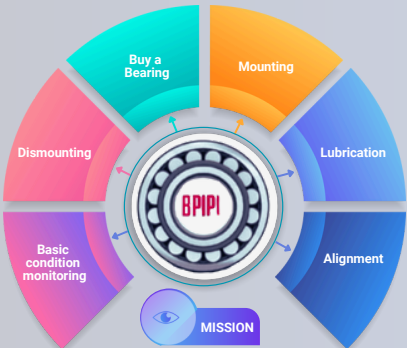 Buy a
Bearing
Mounting
Dismounting
Lubrication
BPIPI
Basic
condition
monitoring
Alignment
MISSION